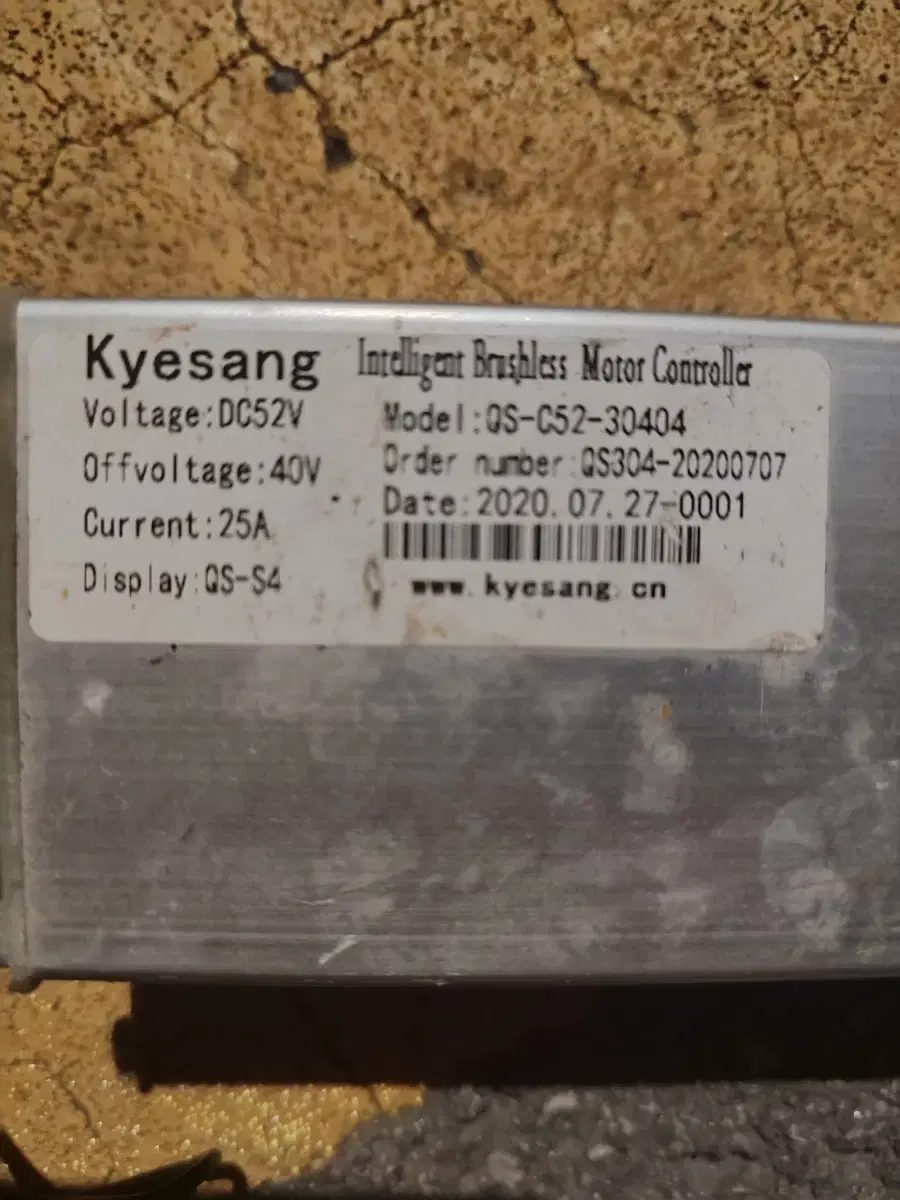 Kyesang Intelligent Brushless Motor Controller
Voltage:DC52V
Model:QS-C52-30404
Offvoltage:40V
Order number:QS304-20200707
Current:25A
Date:2020.07.27-0001
Display:QS-S4
www.kyesang.cn